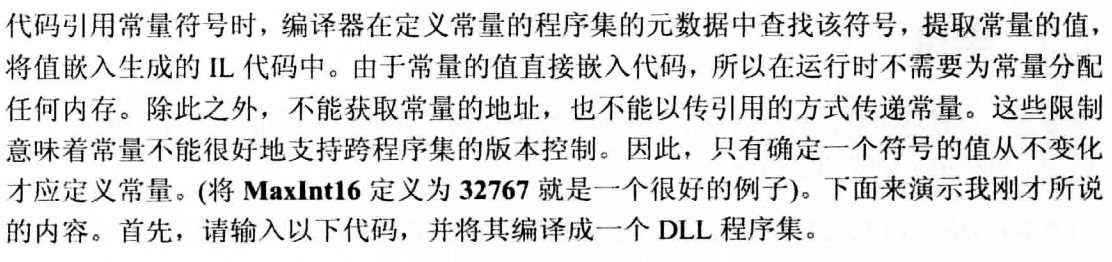 代码引用常量符号时，编译器在定义常量的程序集的元数据中查找该符号，提取常量的值，
将值嵌入生成的 IL 代码中。由于常量的值直接嵌入代码，所以在运行时不需要为常量分配
任何内存。除此之外，不能获取常量的地址，也不能以传引用的方式传递常量。这些限制
意味着常量不能很好地支持跨程序集的版本控制。因此，只有确定一个符号的值从不变化
才应定义常量。(将 MaxInt16 定义为 32767 就是一个很好的例子)。下面来演示我刚才所说
的内容。首先，请输入以下代码，并将其编译成一个 DLL 程序集。